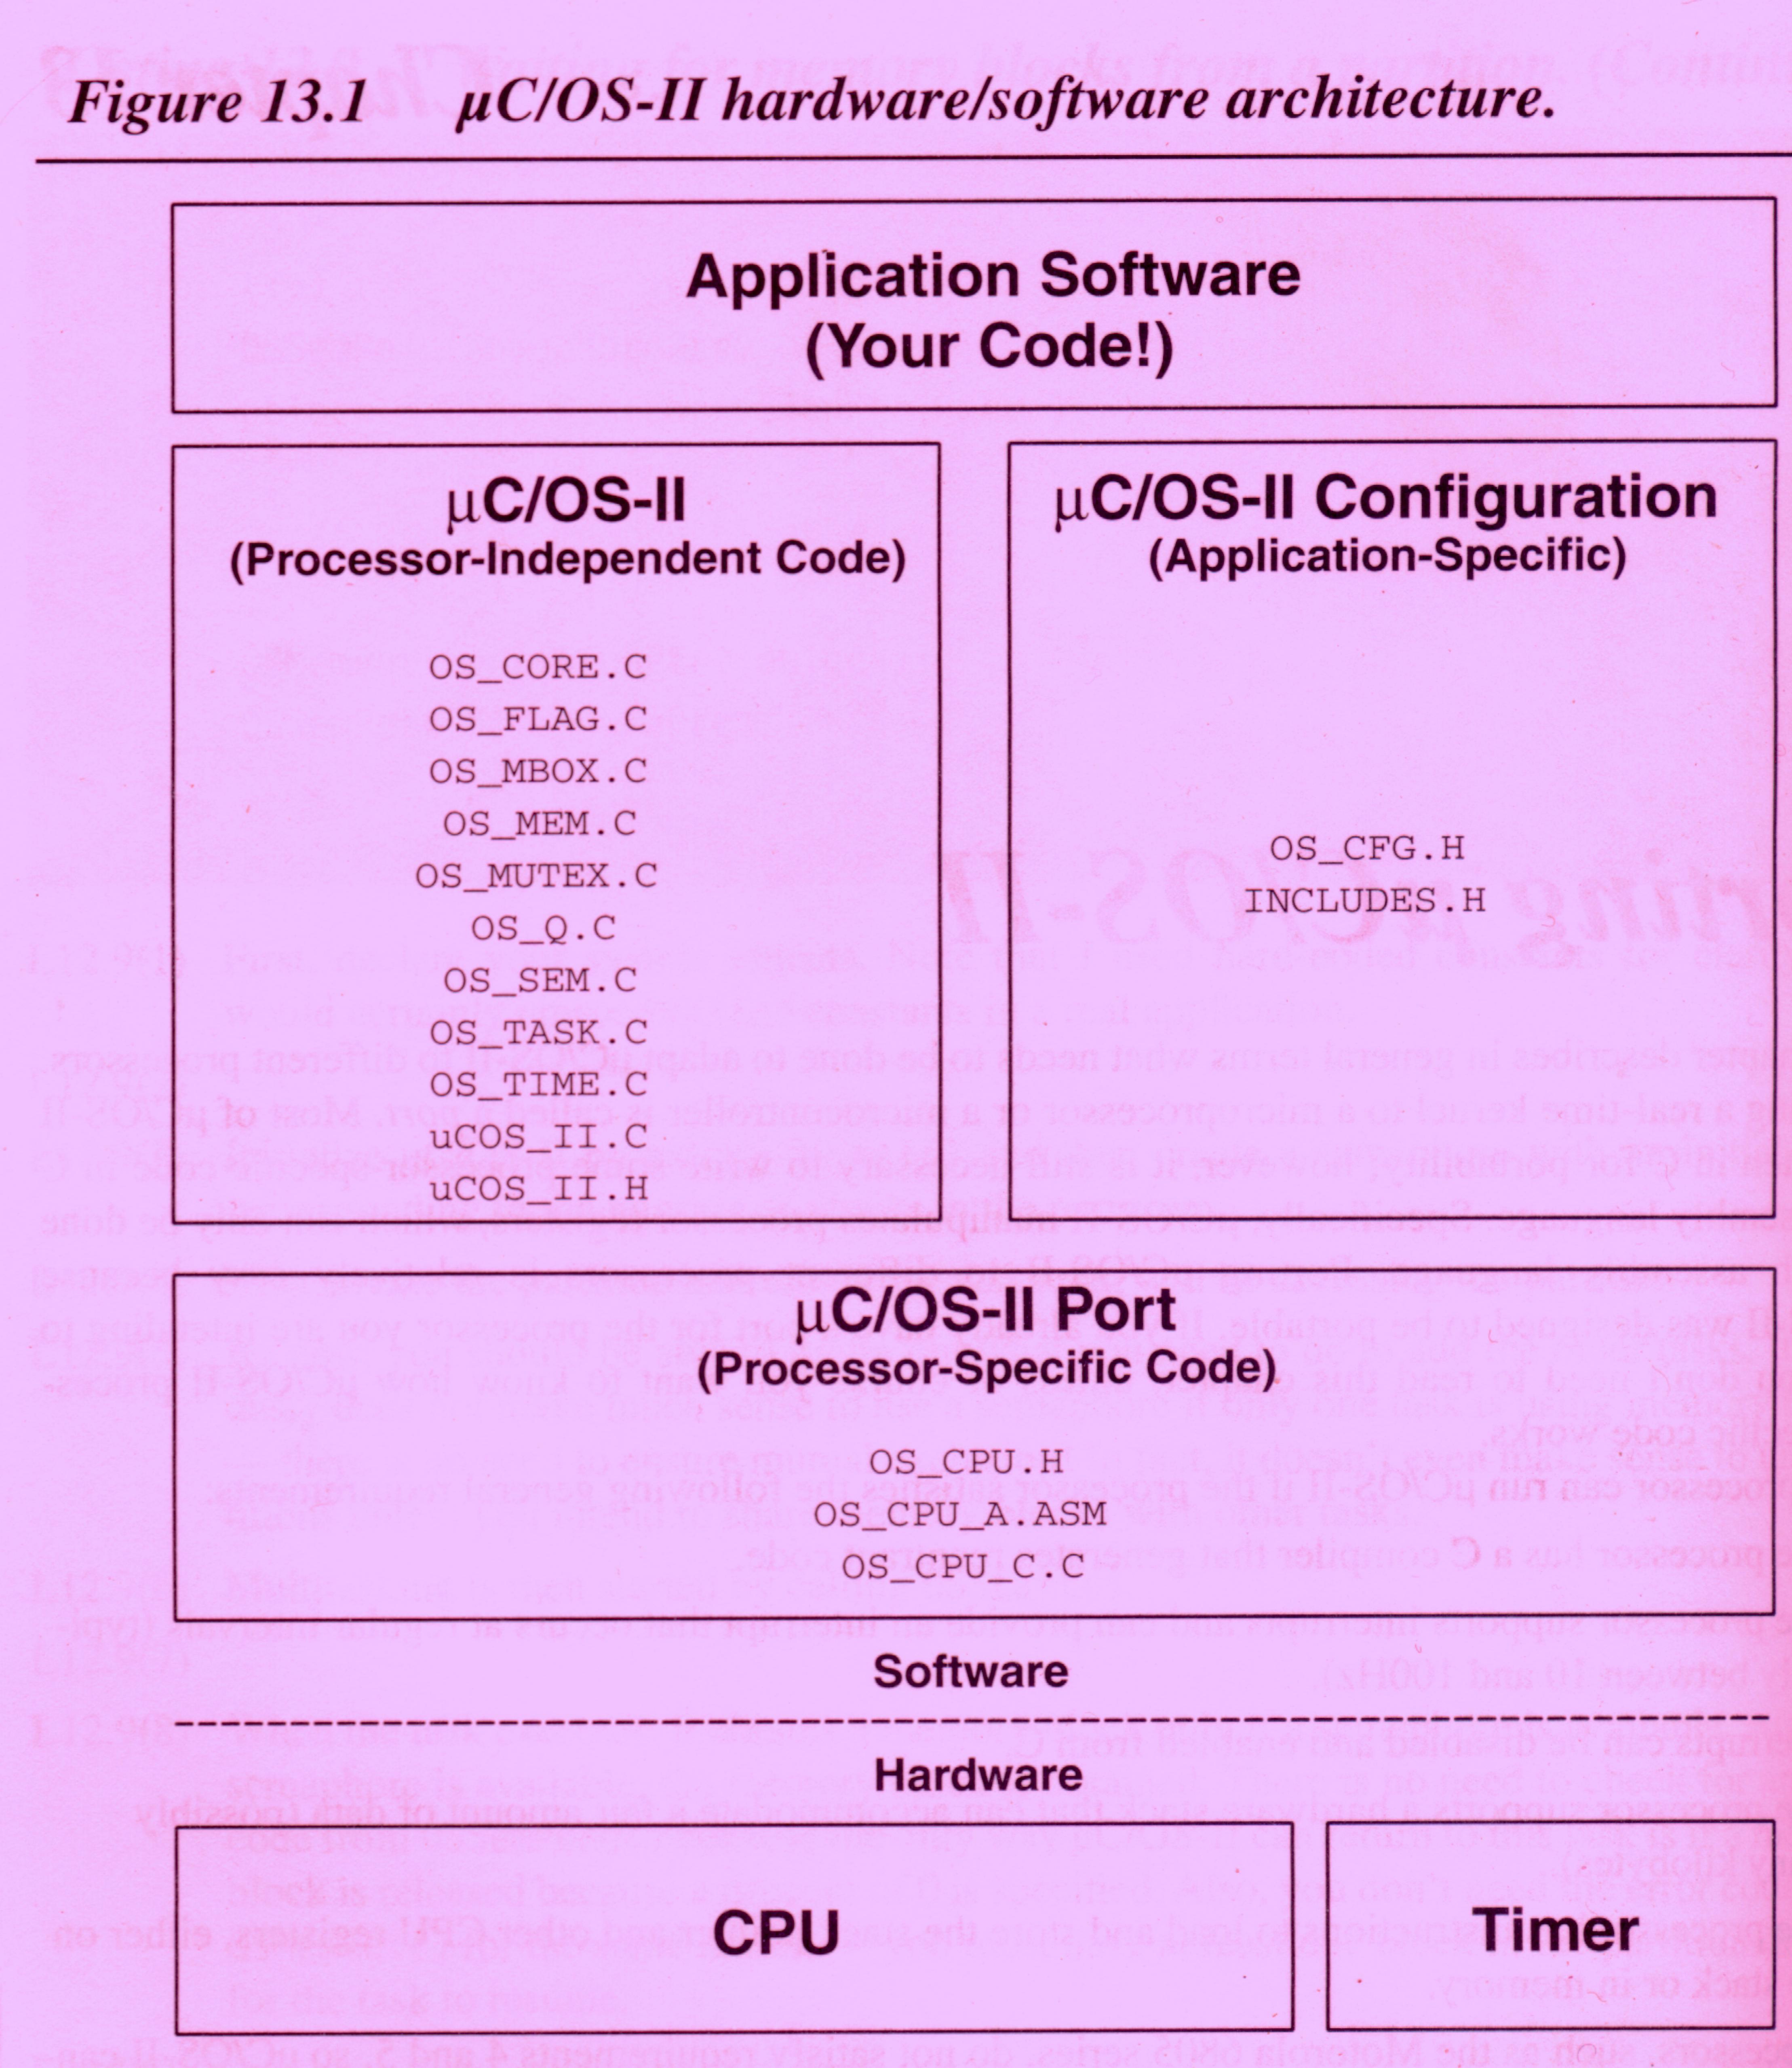 Figure 13.1 µC/OS-II hardware/software architecture.
Application Software
(Your Code!)
µC/OS-II
(Processor-Independent Code)
OS_CORE.C
OS_FLAG.C
OS_MBOX.C
OS_MEM.C
OS_MUTEX.C
OS_Q.C
OS_SEM.C
OS_TASK.C
OS_TIME.C
uCOS_II.C
uCOS_II.H
µC/OS-II Configuration
(Application-Specific)
OS_CFG.H
INCLUDES.H
µC/OS-II Port
(Processor-Specific Code)
OS_CPU.H
OS_CPU_A.ASM
OS_CPU_C.C
Software
Hardware
CPU
Timer